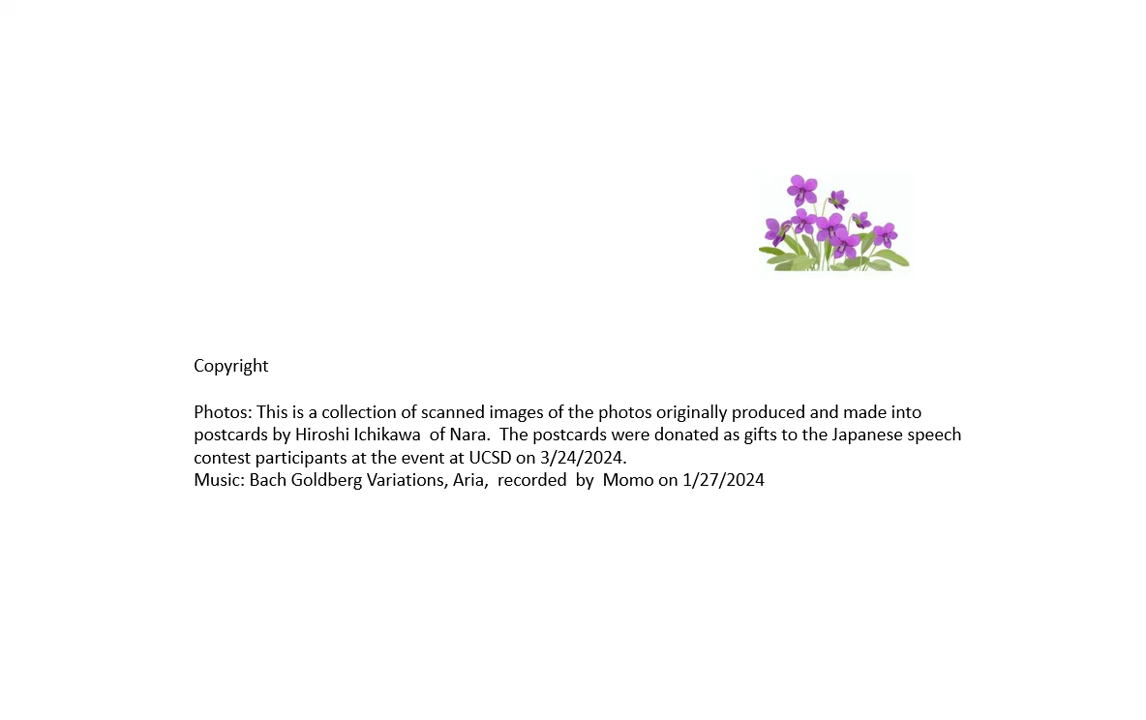 Copyright
Photos: This is a collection of scanned images of the photos originally produced and made into
postcards by Hiroshi Ichikawa  of Nara.  The postcards were donated as gifts to the Japanese speech
contest participants at the event at UCSD on 3/24/2024.
Music: Bach Goldberg Variations, Aria,  recorded  by  Momo on 1/27/2024